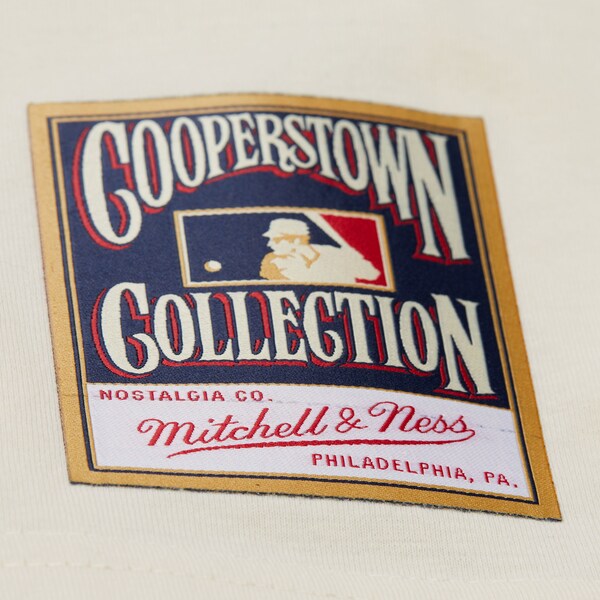 COOPERSTOWN
COLLECTION
NOSTALGIA CO.
Mitchell & Ness
PHILADELPHIA, PA.